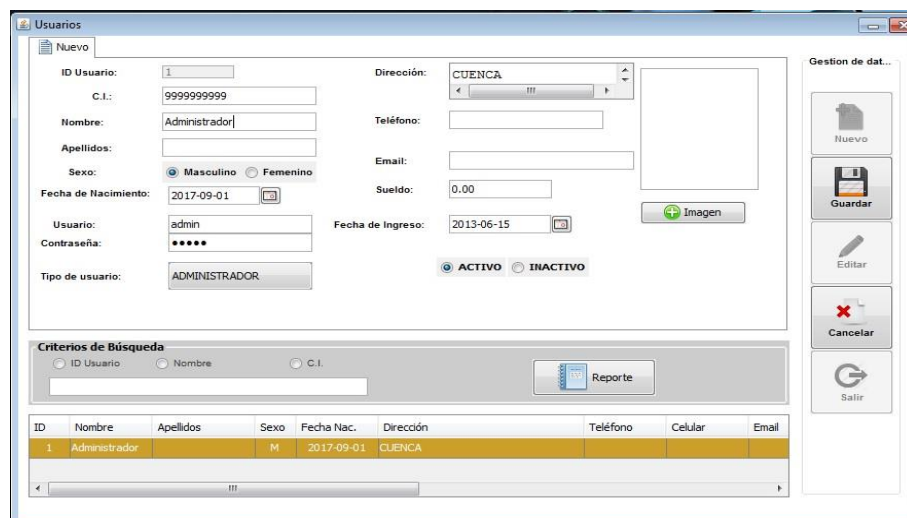 Usuarios
Nuevo
Gestion de dat...
ID Usuario: 1
Dirección: CUENCA
C.I.: 9999999999
Nombre: Administrador
Teléfono:
Nuevo
Apellidos:
Email:
Sexo: Masculino Femenino
Fecha de Nacimiento: 2017-09-01
Sueldo: 0.00
Guardar
Imagen
Usuario: admin
Fecha de Ingreso: 2013-06-15
Contraseña: •••••
Editar
Tipo de usuario: ADMINISTRADOR
ACTIVO INACTIVO
Cancelar
Criterios de Búsqueda
ID Usuario Nombre C.I.
Reporte
Salir
ID Nombre Apellidos Sexo Fecha Nac. Dirección Teléfono Celular Email
1 Administrador M 2017-09-01 CUENCA